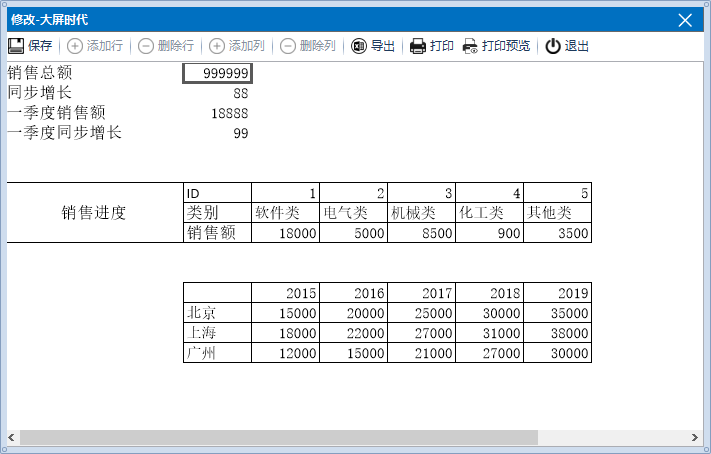 修改-大屏时代
保存 添加行 删除行 添加列 删除列 导出 打印 打印预览 退出
销售总额 999999
同步增长 88
一季度销售额 18888
一季度同步增长 99
ID 1 2 3 4 5
销售进度 类别 软件类 电气类 机械类 化工类 其他类
销售额 18000 5000 8500 900 3500
2015 2016 2017 2018 2019
北京 15000 20000 25000 30000 35000
上海 18000 22000 27000 31000 38000
广州 12000 15000 21000 27000 30000